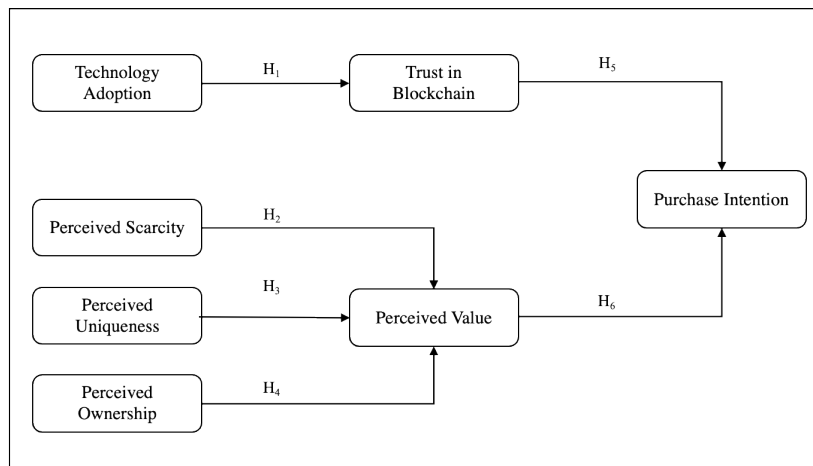 Technology
Adoption
H₁
Trust in
Blockchain
H₅
Purchase Intention
Perceived Scarcity
H₂
Perceived
Uniqueness
H₃
Perceived Value
H₆
Perceived
Ownership
H₄